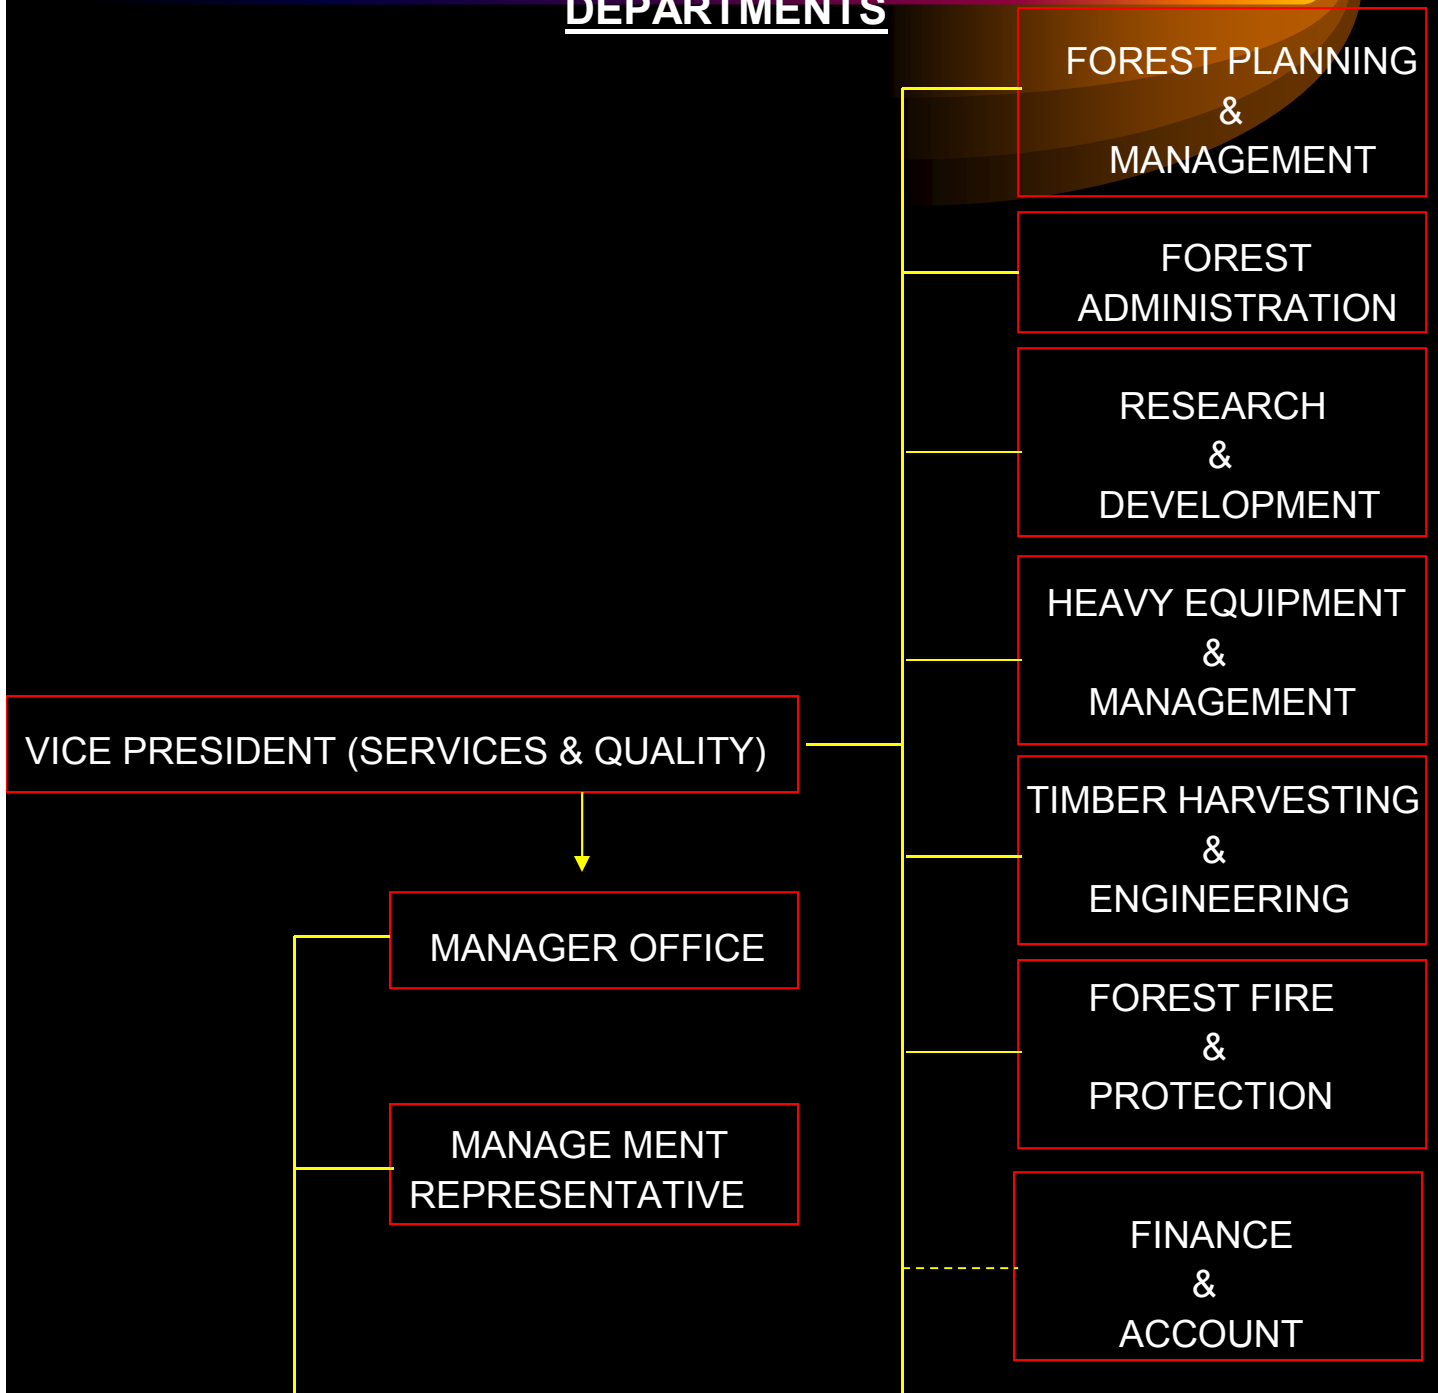 DEPARTMENTS
FOREST PLANNING
&
MANAGEMENT
FOREST
ADMINISTRATION
RESEARCH
&
DEVELOPMENT
HEAVY EQUIPMENT
&
MANAGEMENT
VICE PRESIDENT (SERVICES & QUALITY)
TIMBER HARVESTING
&
ENGINEERING
MANAGER OFFICE
FOREST FIRE
&
PROTECTION
MANAGE MENT
REPRESENTATIVE
FINANCE
&
ACCOUNT